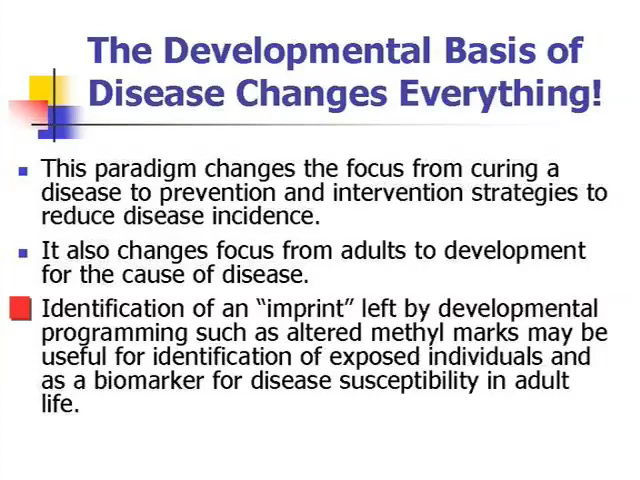 The Developmental Basis of
Disease Changes Everything!
This paradigm changes the focus from curing a
disease to prevention and intervention strategies to
reduce disease incidence.
It also changes focus from adults to development
for the cause of disease.
Identification of an “imprint” left by developmental
programming such as altered methyl marks may be
useful for identification of exposed individuals and
as a biomarker for disease susceptibility in adult
life.